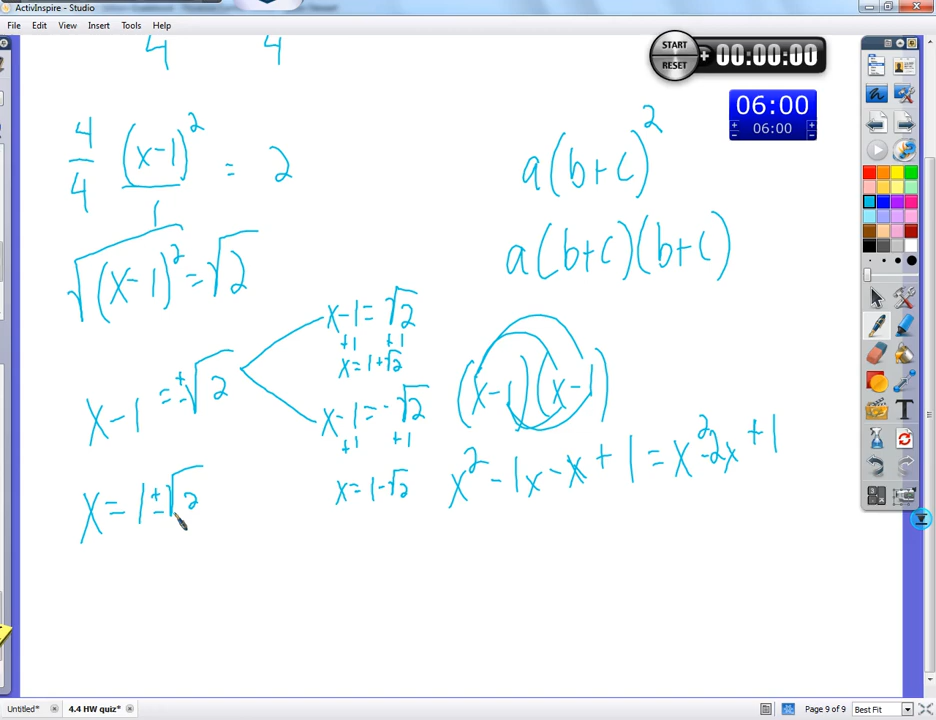 ActivInspire - Studio
File Edit View Insert Tools Help
4 4
4/4 (x-1)²/1 = 2
√(x-1)² = √2
x-1 = ±√2
x = 1±√2
x-1 = √2
+1 +1
x = 1+√2
x-1 = -√2
+1 +1
x = 1-√2
a(b+c)²
a(b+c)(b+c)
(x-1)(x-1)
x² - 1x - x + 1 = x² - 2x + 1
START
RESET
+ 00:00:00
06:00
06:00
Untitled* 4.4 HW quiz* Page 9 of 9 Best Fit